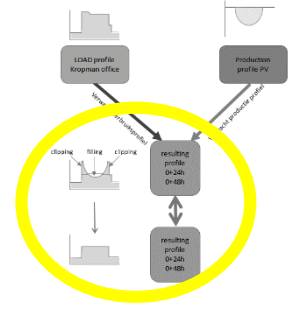 LOAD profile
Kropman office
Production
profile PV
clipping filling clipping
resulting
profile
0+24h
0+48h
resulting
profile
0+24h
0+48h